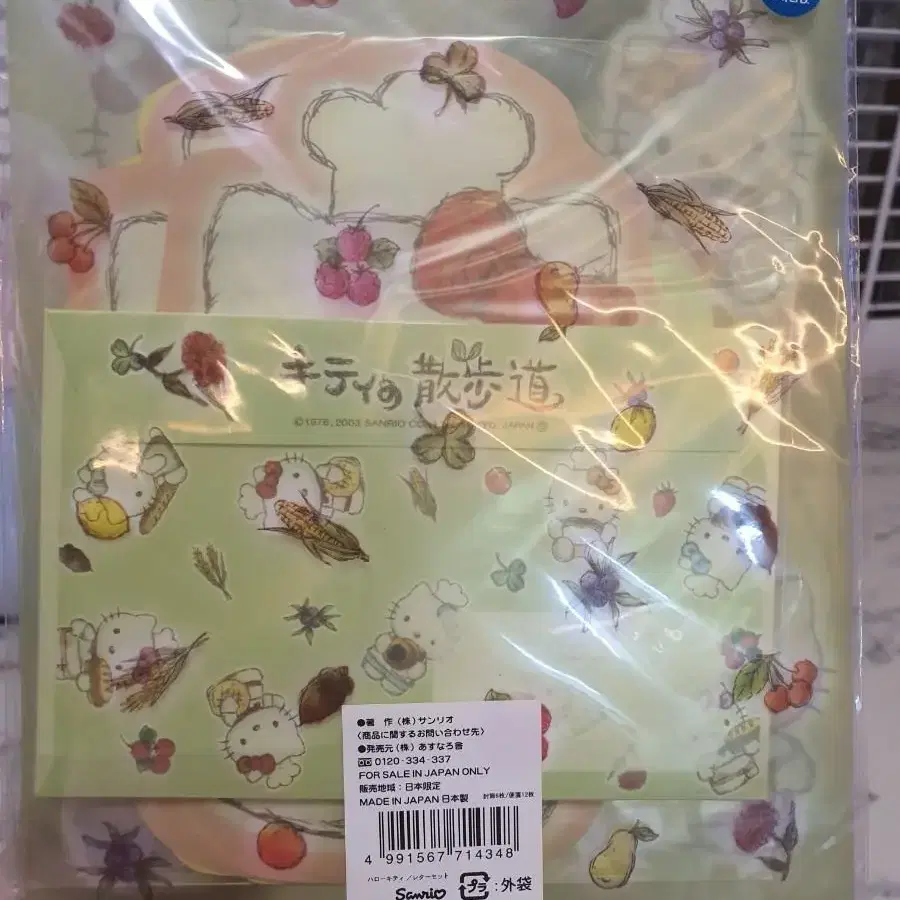 キティの散歩道
©1976, 2003 SANRIO CO., LTD. JAPAN
●著 作 (株) サンリオ
〈商品に関するお問い合わせ先〉
●発売元 (株) あすなろ舎
0120-334-337
FOR SALE IN JAPAN ONLY
販売地域：日本限定
MADE IN JAPAN 日本製 封筒6枚/便箋12枚
4 991567 714348
ハローキティ／レターセット
Sanrio プラ :外袋